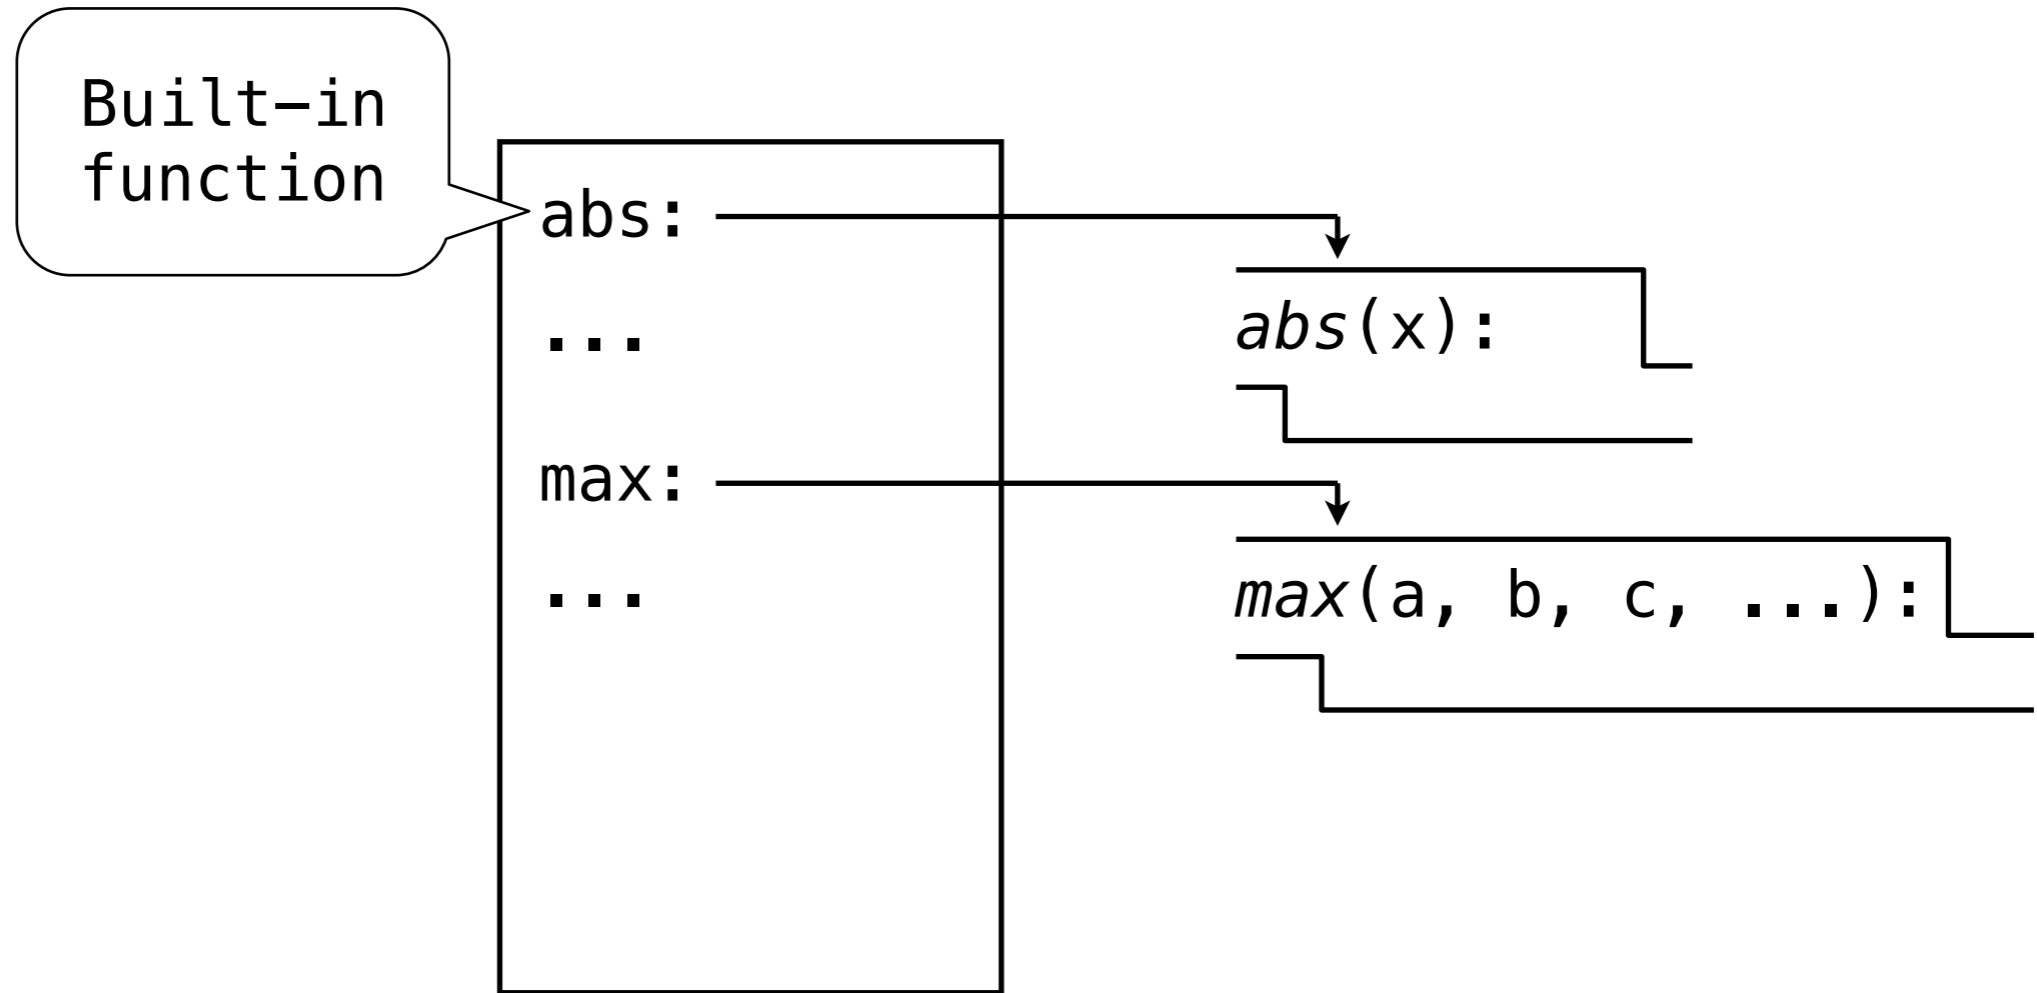 Built-in
function
abs:
...
max:
...
abs(x):
max(a, b, c, ...):